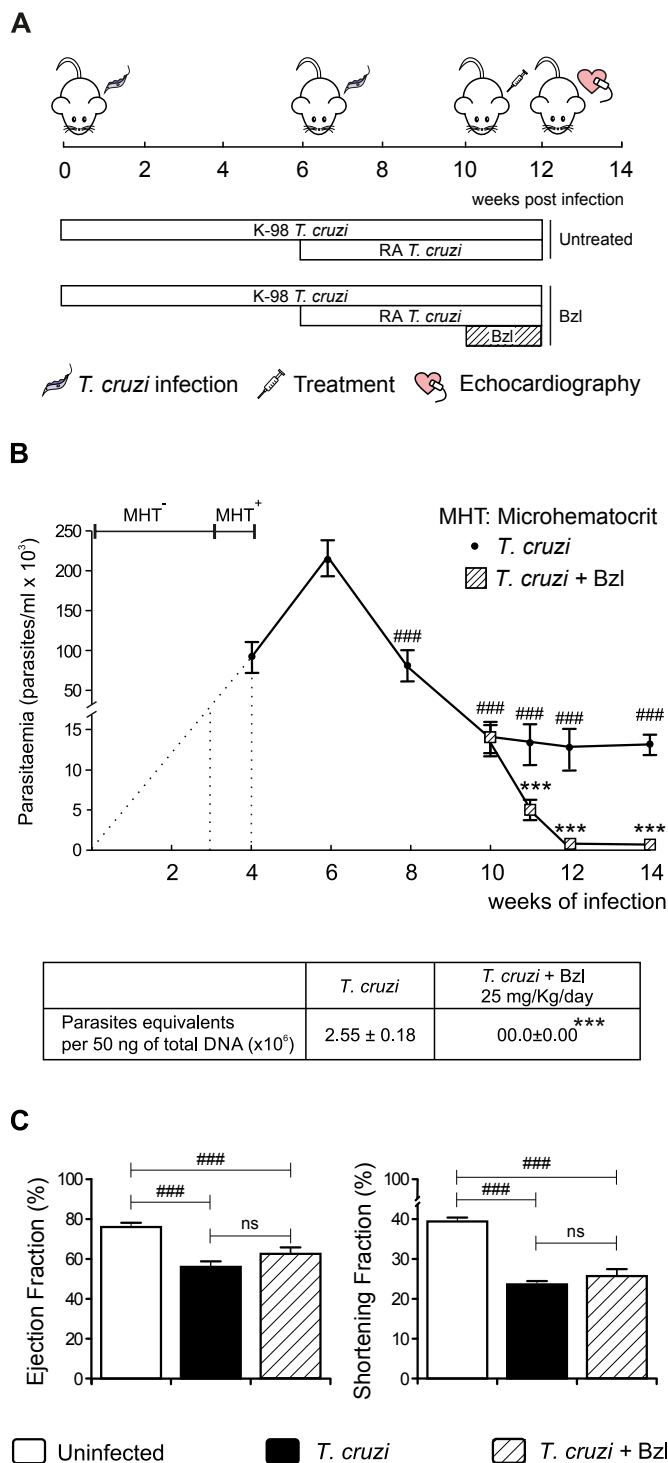 A
0 2 4 6 8 10 12 14
weeks post infection
K-98 T. cruzi
RA T. cruzi
Untreated
K-98 T. cruzi
RA T. cruzi
Bzl
Bzl
T. cruzi infection
Treatment
Echocardiography
B
MHT-
MHT+
MHT: Microhematocrit
T. cruzi
T. cruzi + Bzl
Parasitaemia (parasites/ml x 10³)
250
200
150
100
50
15
10
5
0
###
###
###
###
###
***
***
***
2 4 6 8 10 12 14
weeks of infection
T. cruzi
T. cruzi + Bzl
25 mg/Kg/day
Parasites equivalents
per 50 ng of total DNA (x10⁶)
2.55 ± 0.18
00.0±0.00***
C
Ejection Fraction (%)
100
80
60
40
20
0
###
###
ns
Shortening Fraction (%)
100
40
30
20
10
0
###
###
ns
Uninfected
T. cruzi
T. cruzi + Bzl